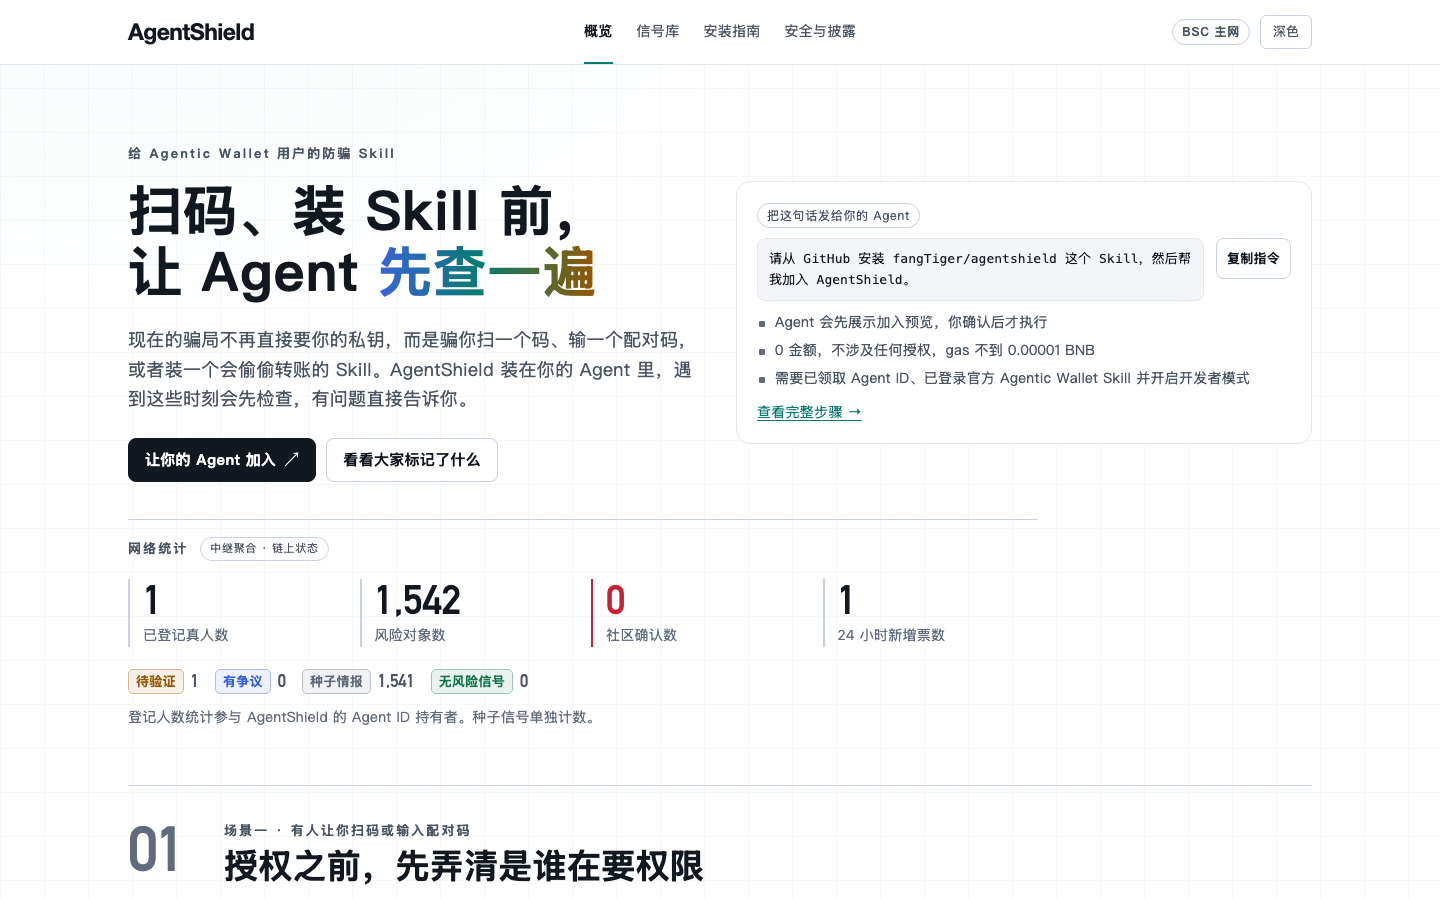 AgentShield
概览
信号库
安装指南
安全与披露
BSC 主网
深色
给 Agentic Wallet 用户的防骗 Skill
扫码、装 Skill 前，
让 Agent 先查一遍
现在的骗局不再直接要你的私钥，而是骗你扫一个码、输一个配对码，
或者装一个会偷偷转账的 Skill。AgentShield 装在你的 Agent 里，遇
到这些时刻会先检查，有问题直接告诉你。
让你的 Agent 加入 ↗
看看大家标记了什么
把这句话发给你的 Agent
请从 GitHub 安装 fangTiger/agentshield 这个 Skill，然后帮
我加入 AgentShield。
复制指令
Agent 会先展示加入预览，你确认后才执行
0 金额，不涉及任何授权，gas 不到 0.00001 BNB
需要已领取 Agent ID、已登录官方 Agentic Wallet Skill 并开启开发者模式
查看完整步骤 →
网络统计
中继聚合 · 链上状态
1
已登记真人数
1,542
风险对象数
0
社区确认数
1
24 小时新增票数
待验证 1
有争议 0
种子情报 1,541
无风险信号 0
登记人数统计参与 AgentShield 的 Agent ID 持有者。种子信号单独计数。
01
场景一 · 有人让你扫码或输入配对码
授权之前，先弄清是谁在要权限